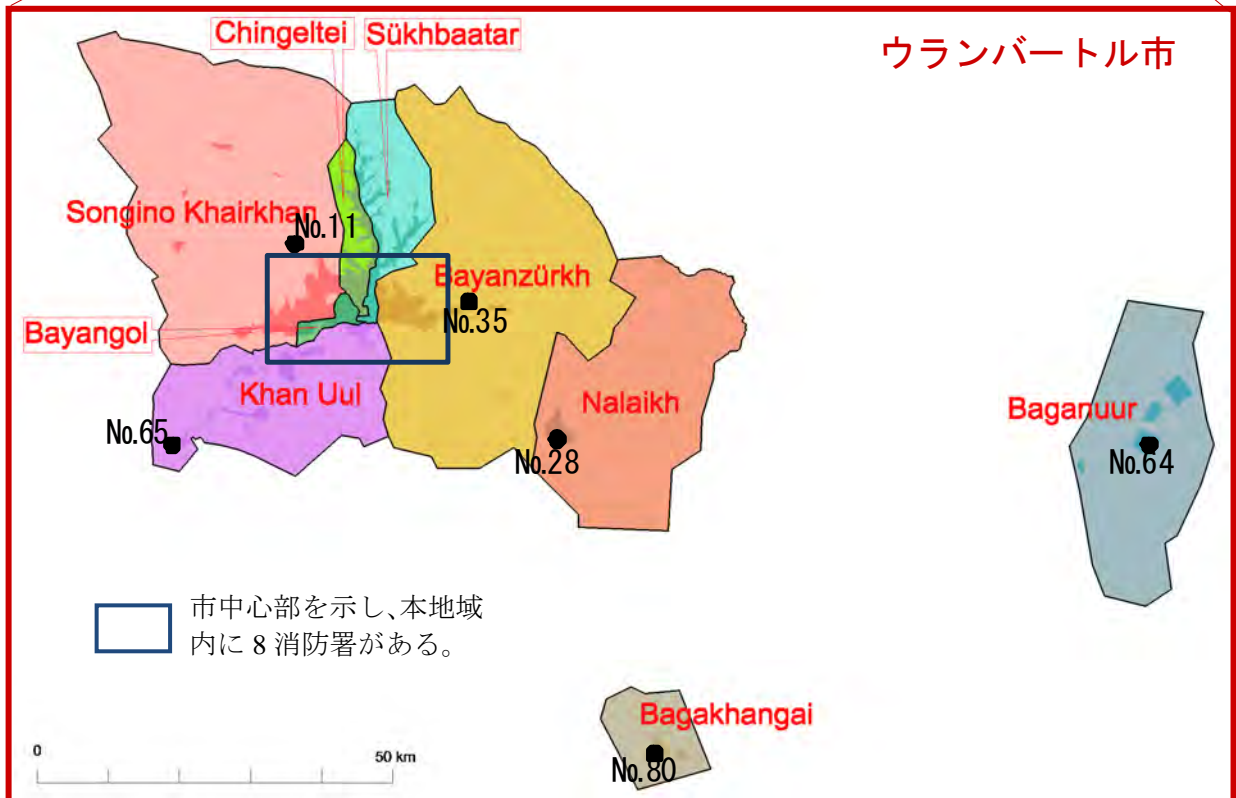 ウランバートル市
Chingeltei
Sükhbaatar
Songino Khairkhan
No.11
Bayanzürkh
No.35
Bayangol
Khan Uul
Nalaikh
Baganuur
No.65
No.28
No.64
市中心部を示し、本地域
内に 8 消防署がある。
Bagakhangai
No.80
0
50 km